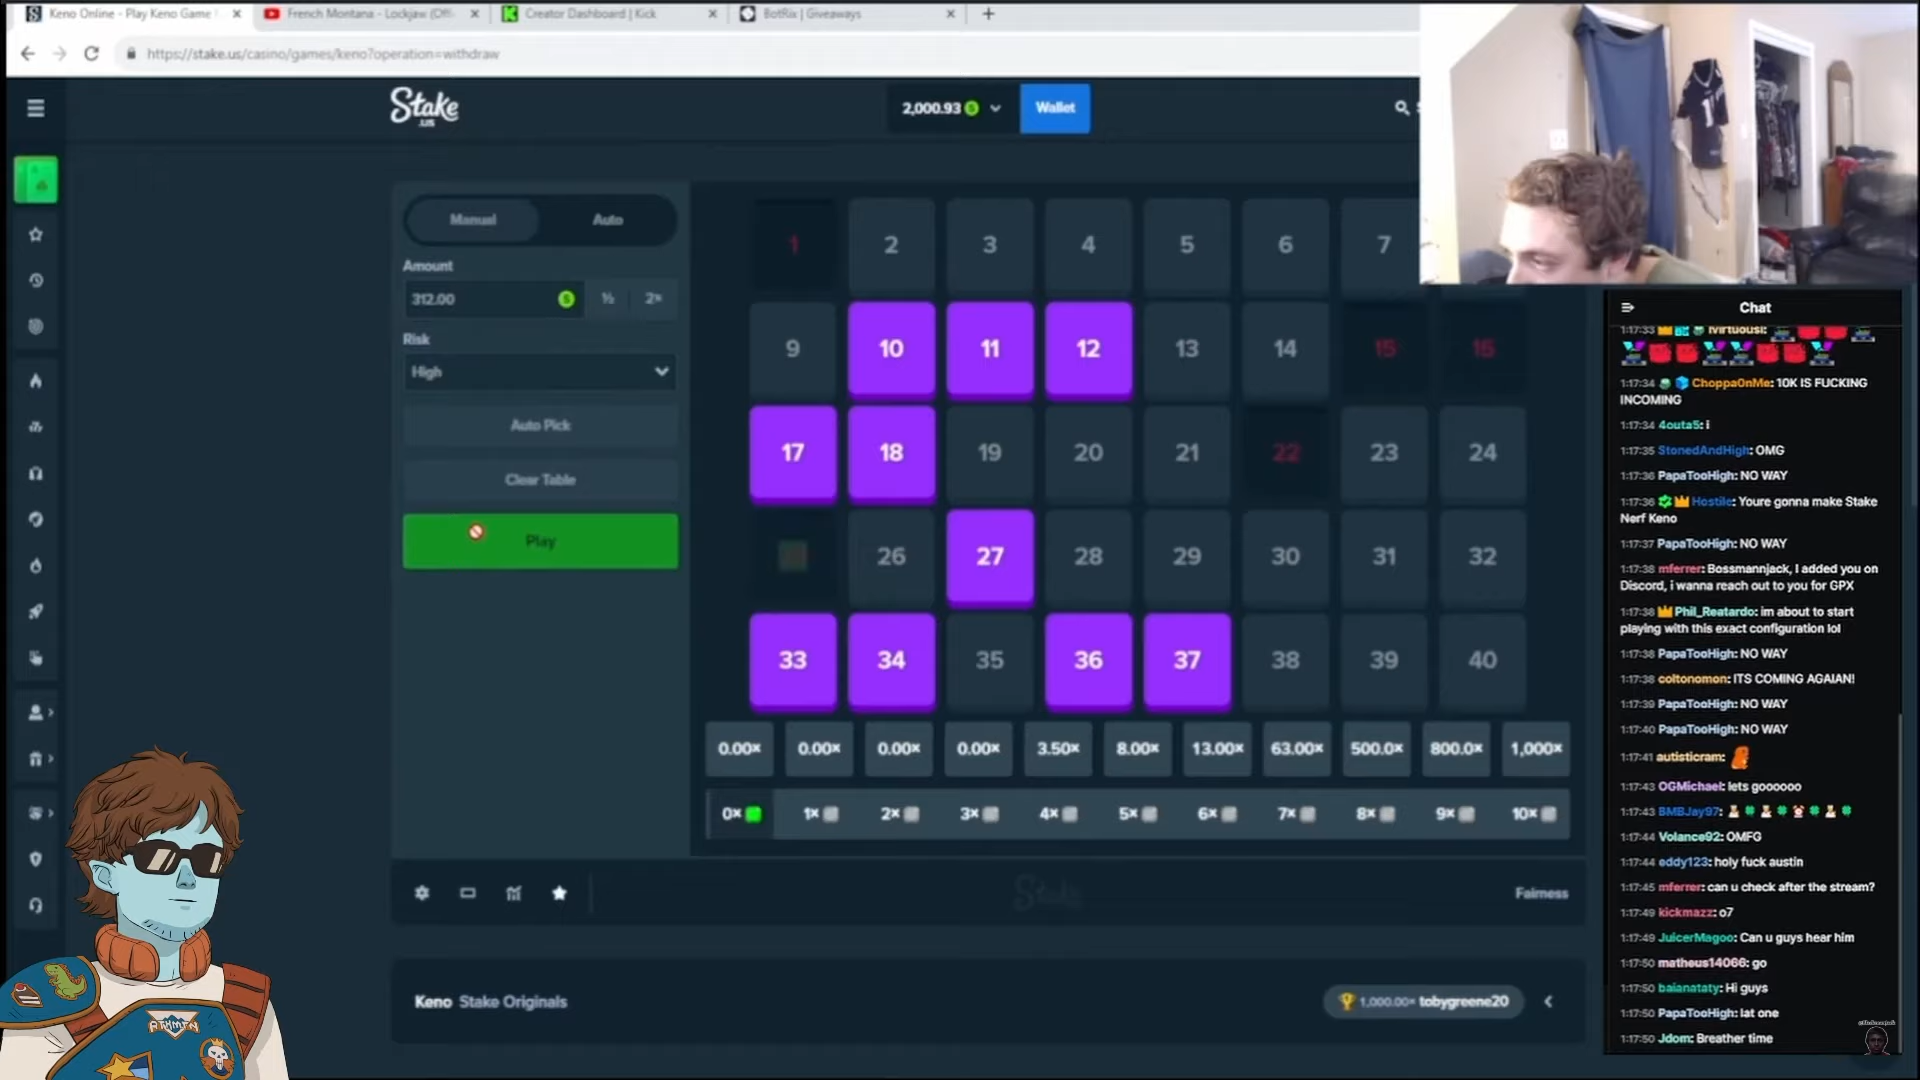 Keno Online - Play Keno Game
French Montana - Lockjaw (Offi
Creator Dashboard | Kick
BotRix | Giveaways
https://stake.us/casino/games/keno?operation=withdraw
Stake
.US
2,000.93
Wallet
Manual
Auto
Amount
312.00
½
2×
Risk
High
Auto Pick
Clear Table
Play
1 2 3 4 5 6 7
9 10 11 12 13 14 15 16
17 18 19 20 21 22 23 24
26 27 28 29 30 31 32
33 34 35 36 37 38 39 40
0.00× 0.00× 0.00× 0.00× 3.50× 8.00× 13.00× 63.00× 500.0× 800.0× 1,000×
0× 1× 2× 3× 4× 5× 6× 7× 8× 9× 10×
Stake
Fairness
Keno Stake Originals
1,000.00× tobygreene20
Chat
1:17:33
1:17:34 ChoppaOnMe: 10K IS FUCKING
INCOMING
1:17:34 4outa5: i
1:17:35 StonedAndHigh: OMG
1:17:36 PapaTooHigh: NO WAY
1:17:36 Hostile: Youre gonna make Stake
Nerf Keno
1:17:37 PapaTooHigh: NO WAY
1:17:38 mferrer: Bossmannjack, I added you on
Discord, i wanna reach out to you for GPX
1:17:38 Phil_Reatardo: im about to start
playing with this exact configuration lol
1:17:38 PapaTooHigh: NO WAY
1:17:38 coltonomon: ITS COMING AGAIAN!
1:17:39 PapaTooHigh: NO WAY
1:17:40 PapaTooHigh: NO WAY
1:17:41 autisticram:
1:17:43 OGMichael: lets goooooo
1:17:43 BMBJay97:
1:17:44 Volance92: OMFG
1:17:44 eddy123: holy fuck austin
1:17:45 mferrer: can u check after the stream?
1:17:49 kickmazz: o7
1:17:49 JuicerMagoo: Can u guys hear him
1:17:50 matheus14066: go
1:17:50 baianataty: Hi guys
1:17:50 PapaTooHigh: lat one
1:17:50 Jdom: Breather time